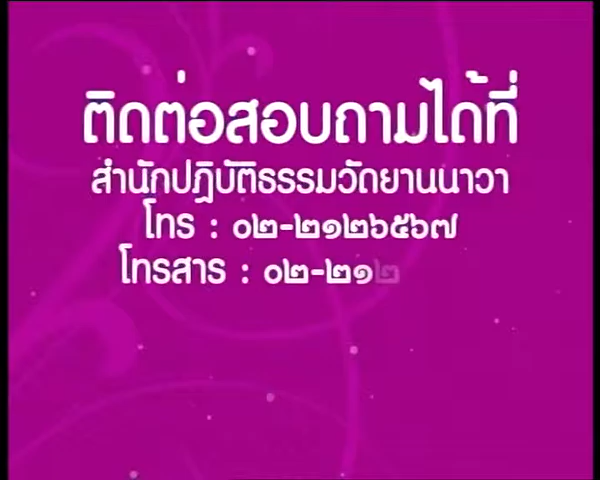 ติดต่อสอบถามได้ที่
สำนักปฏิบัติธรรมวัดยานนาวา
โทร : ๐๒-๒๑๒๖๕๖๗
โทรสาร : ๐๒-๒๑๒